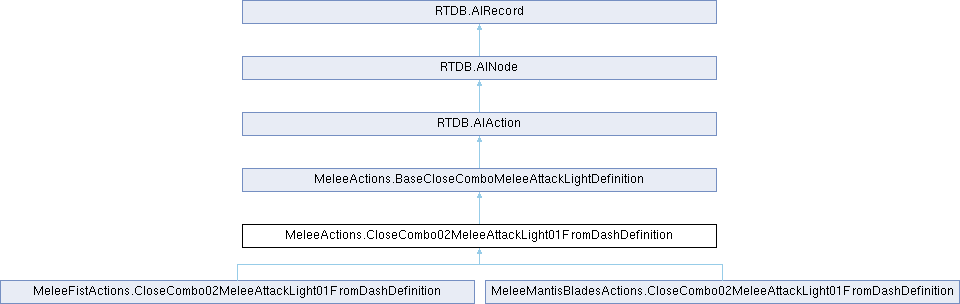 RTDB.AIRecord
RTDB.AINode
RTDB.AIAction
MeleeActions.BaseCloseComboMeleeAttackLightDefinition
MeleeActions.CloseCombo02MeleeAttackLight01FromDashDefinition
MeleeFistActions.CloseCombo02MeleeAttackLight01FromDashDefinition
MeleeMantisBladesActions.CloseCombo02MeleeAttackLight01FromDashDefinition